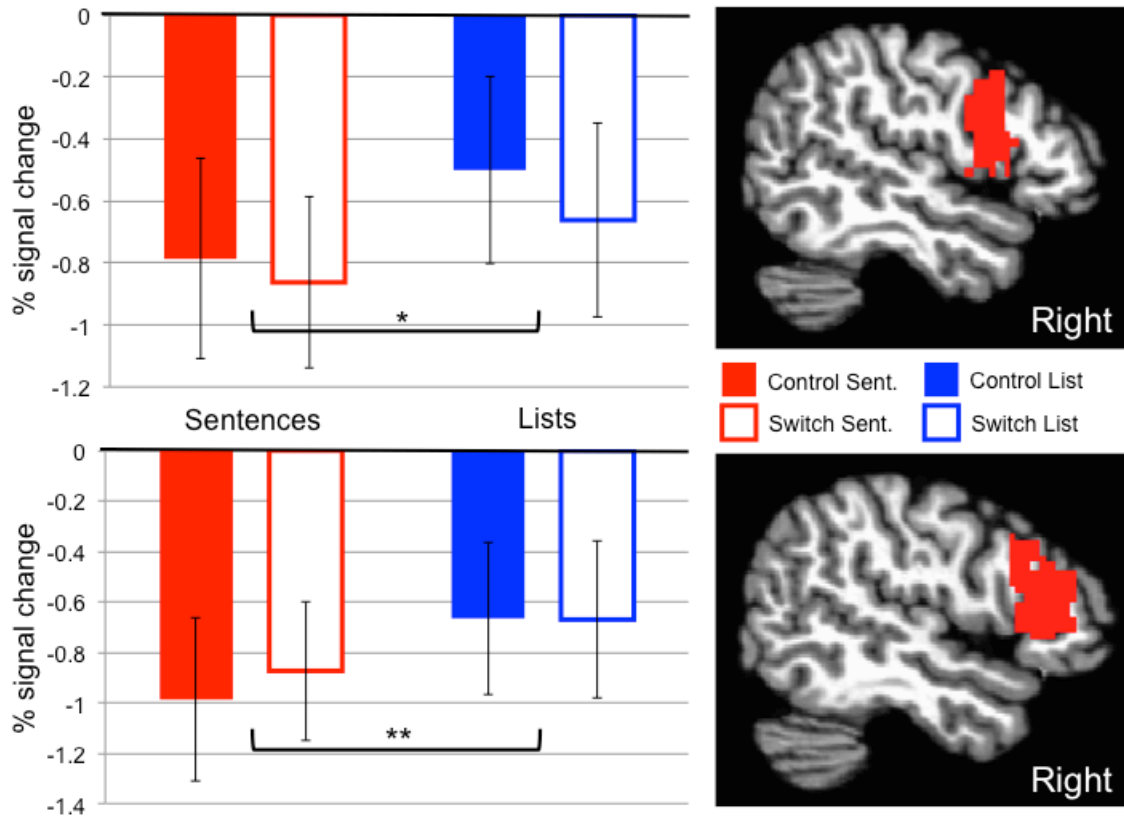 % signal change
0
-0.2
-0.4
-0.6
-0.8
-1
-1.2
*
Sentences
Lists
Right
Control Sent.
Control List
Switch Sent.
Switch List
% signal change
0
-0.2
-0.4
-0.6
-0.8
-1
-1.2
-1.4
**
Right